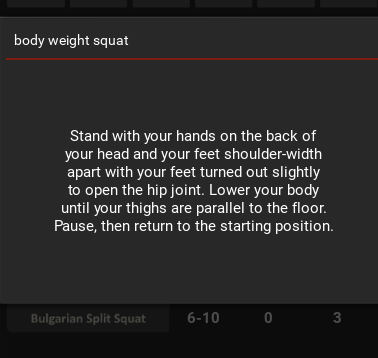 body weight squat
Stand with your hands on the back of
your head and your feet shoulder-width
apart with your feet turned out slightly
to open the hip joint. Lower your body
until your thighs are parallel to the floor.
Pause, then return to the starting position.
Bulgarian Split Squat 6-10 0 3